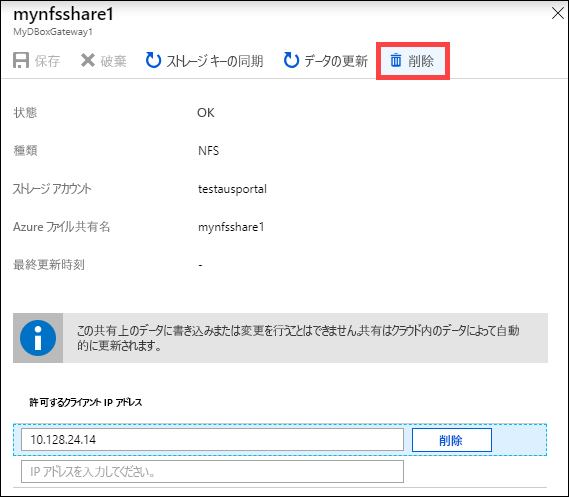 mynfsshare1
MyDBoxGateway1
保存 破棄 ストレージ キーの同期 データの更新 削除
状態 OK
種類 NFS
ストレージ アカウント testausportal
Azure ファイル共有名 mynfsshare1
最終更新時刻 -
この共有上のデータに書き込みまたは変更を行うことはできません。共有はクラウド内のデータによって自動
的に更新されます。
許可するクライアント IP アドレス
10.128.24.14 削除
IP アドレスを入力してください。